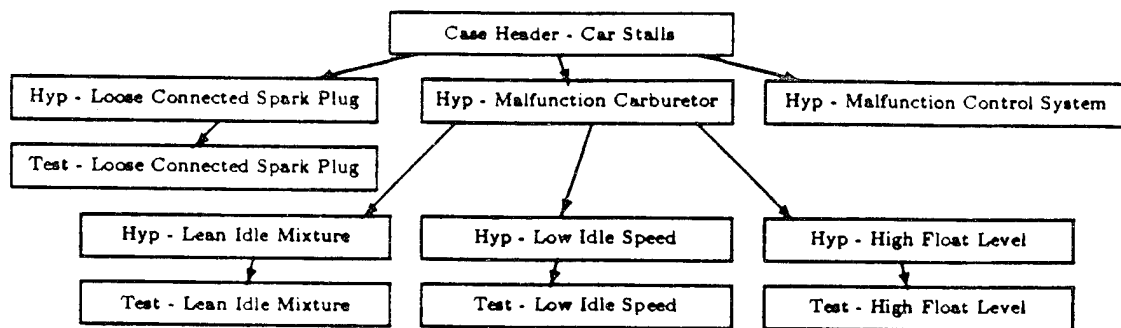 Case Header - Car Stalls
Hyp - Loose Connected Spark Plug
Hyp - Malfunction Carburetor
Hyp - Malfunction Control System
Test - Loose Connected Spark Plug
Hyp - Lean Idle Mixture
Hyp - Low Idle Speed
Hyp - High Float Level
Test - Lean Idle Mixture
Test - Low Idle Speed
Test - High Float Level